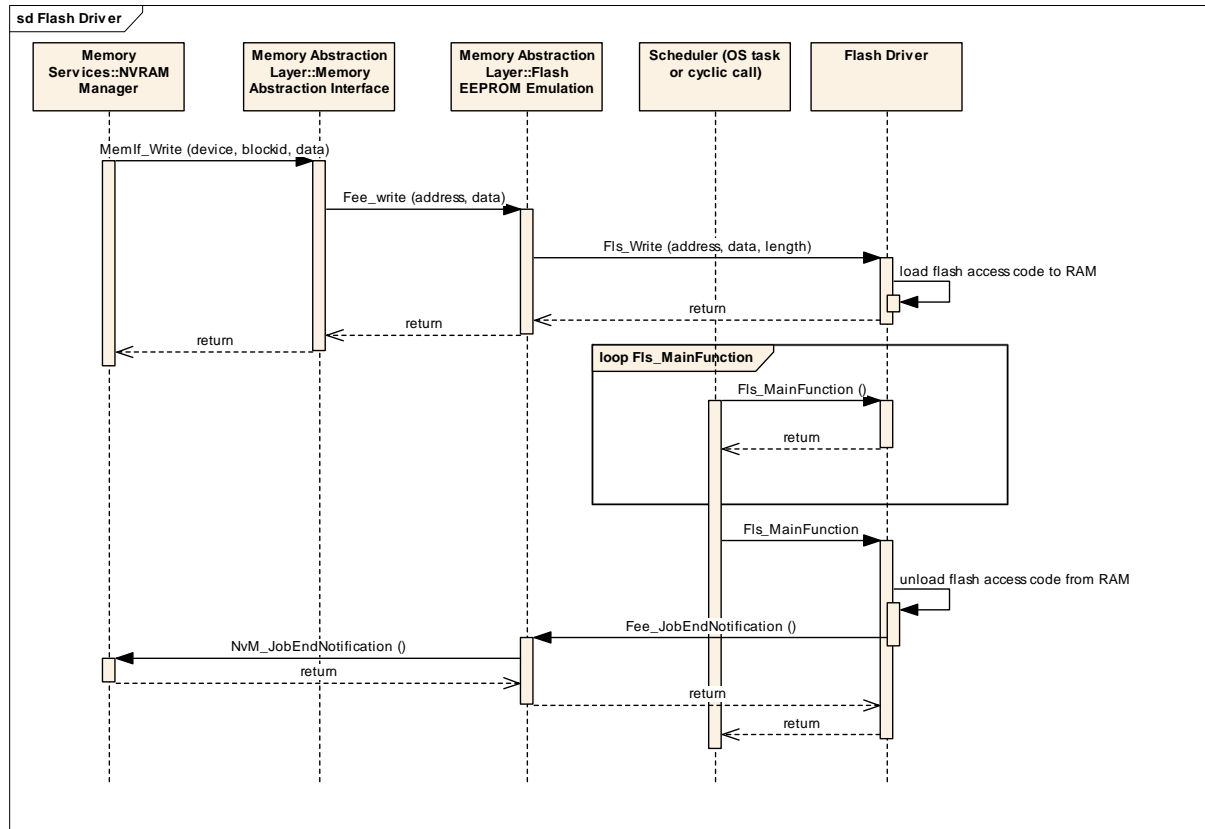 sd Flash Driver
Memory
Services::NVRAM
Manager
Memory Abstraction
Layer::Memory
Abstraction Interface
Memory Abstraction
Layer::Flash
EEPROM Emulation
Scheduler (OS task
or cyclic call)
Flash Driver
MemIf_Write (device, blockid, data)
Fee_write (address, data)
Fls_Write (address, data, length)
load flash access code to RAM
return
return
return
loop Fls_MainFunction
Fls_MainFunction ()
return
Fls_MainFunction
unload flash access code from RAM
Fee_JobEndNotification ()
NvM_JobEndNotification ()
return
return
return